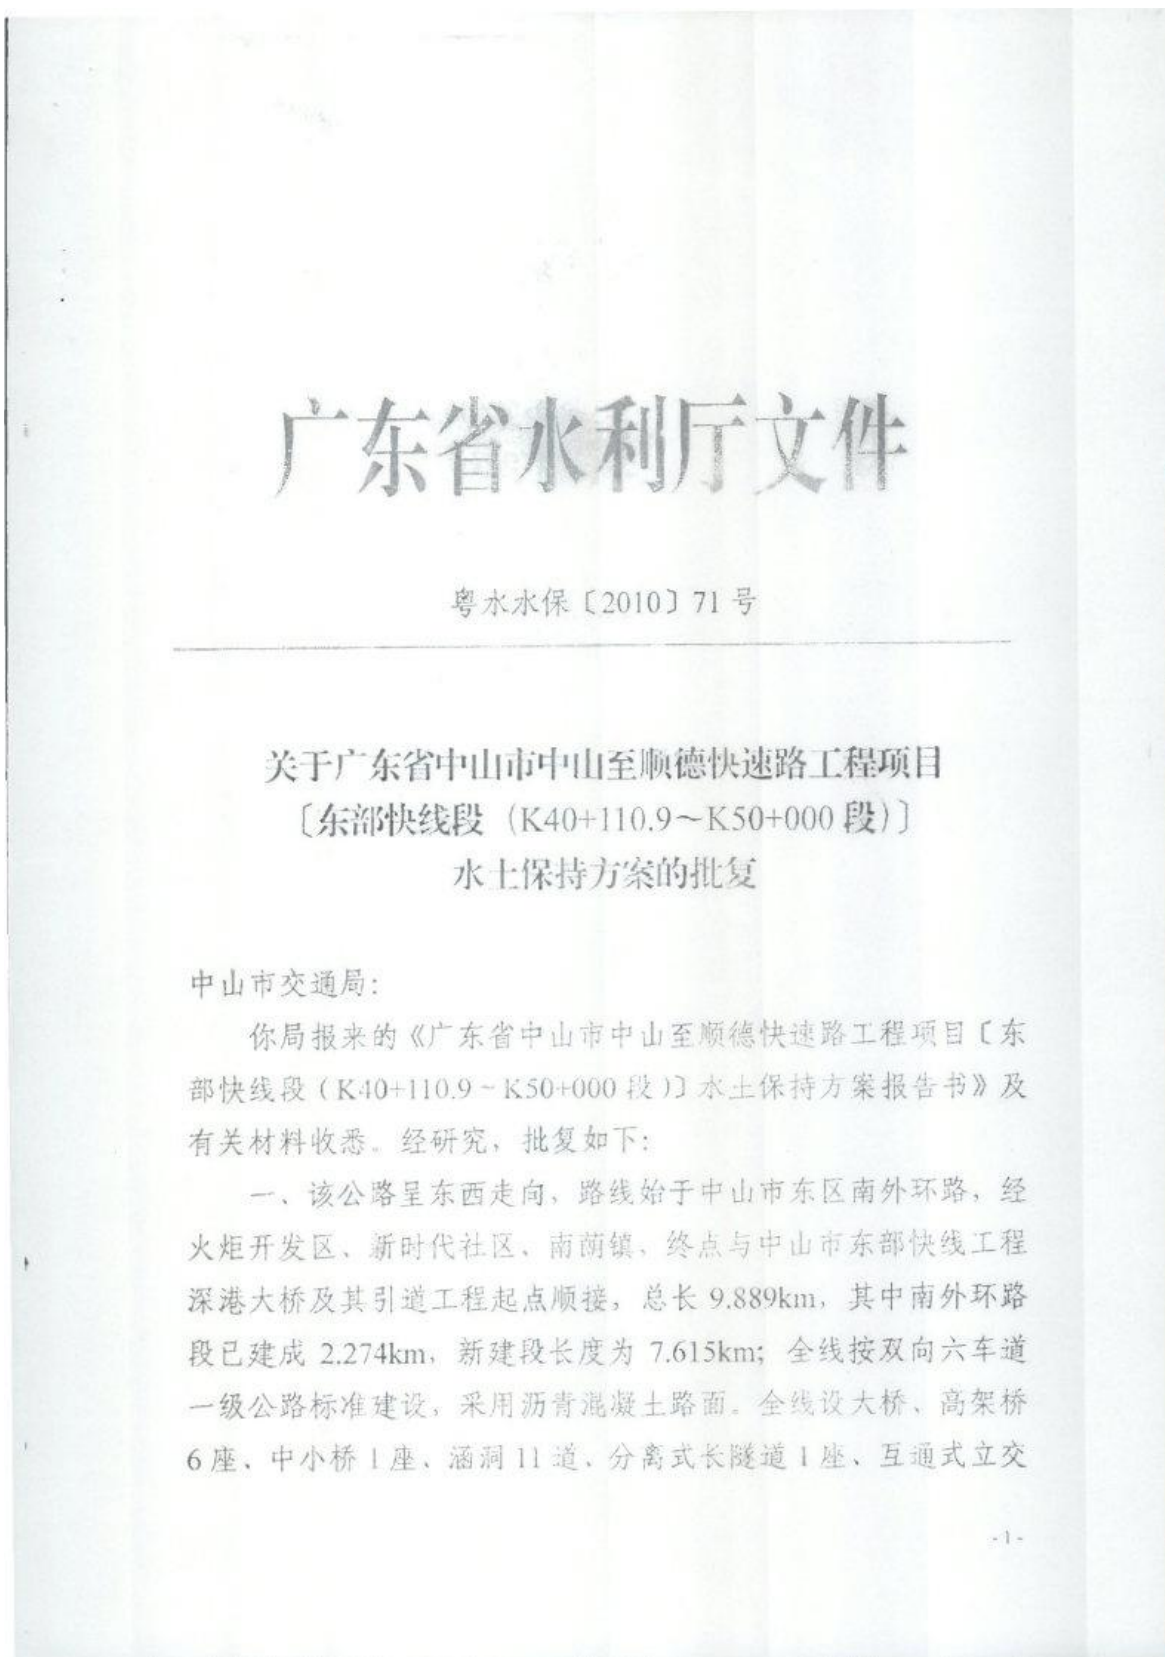 广东省水利厅文件
粤水水保〔2010〕71号
关于广东省中山市中山至顺德快速路工程项目
〔东部快线段（K40+110.9～K50+000段）〕
水土保持方案的批复
中山市交通局：
你局报来的《广东省中山市中山至顺德快速路工程项目〔东
部快线段（K40+110.9～K50+000段）〕水土保持方案报告书》及
有关材料收悉。经研究，批复如下：
一、该公路呈东西走向，路线始于中山市东区南外环路，经
火炬开发区、新时代社区、南蓢镇、终点与中山市东部快线工程
深港大桥及其引道工程起点顺接，总长9.889km，其中南外环路
段已建成2.274km，新建段长度为7.615km；全线按双向六车道
一级公路标准建设，采用沥青混凝土路面。全线设大桥、高架桥
6座、中小桥1座、涵洞11道、分离式长隧道1座、互通式立交
-1-